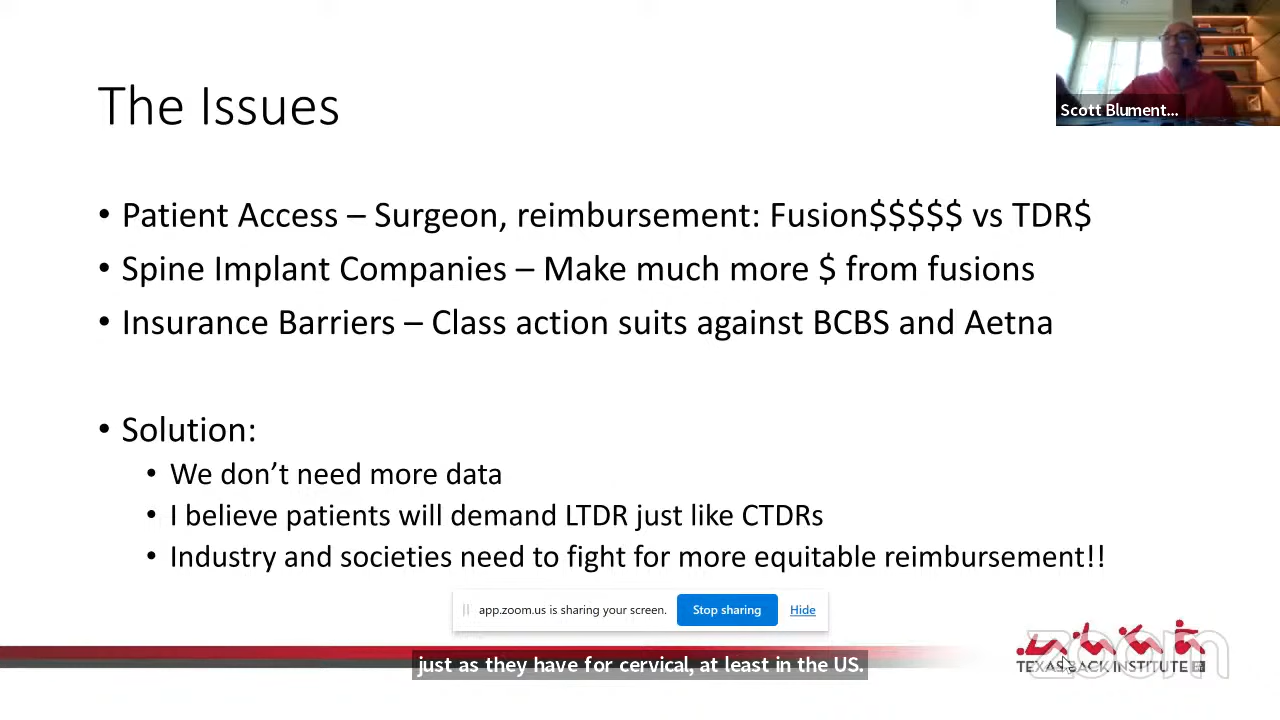 Scott Blument...
The Issues
• Patient Access – Surgeon, reimbursement: Fusion$$$$$ vs TDR$
• Spine Implant Companies – Make much more $ from fusions
• Insurance Barriers – Class action suits against BCBS and Aetna
• Solution:
• We don’t need more data
• I believe patients will demand LTDR just like CTDRs
• Industry and societies need to fight for more equitable reimbursement!!
app.zoom.us is sharing your screen. Stop sharing Hide
zoom
TEXAS BACK INSTITUTE
just as they have for cervical, at least in the US.